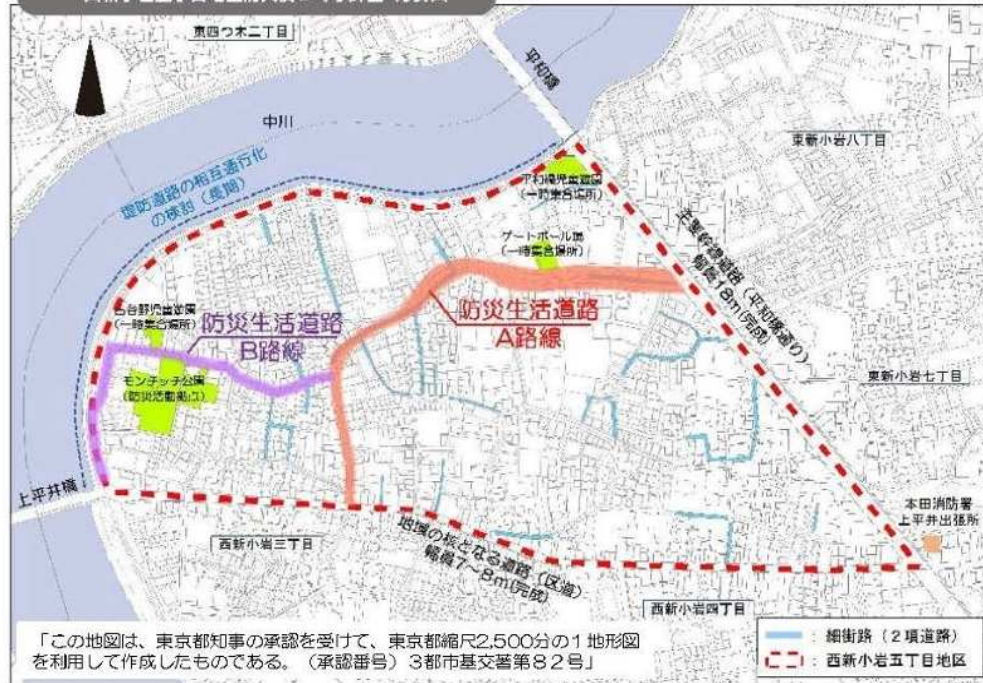 東四つ木二丁目
平和橋
中川
東新小岩八丁目
堤防道路の相互通行化
の検討（長期）
平和橋児童遊園
（一時集合場所）
ゲートボール場
（一時集合場所）
主要幹線道路（平和橋通り）
幅員18m(完成)
防災生活道路
A路線
（一時集合場所）
防災生活道路
B路線
モンチッチ公園
（防災活動拠点）
東新小岩七丁目
上平井橋
本田消防署
上平井出張所
西新小岩三丁目
地域の核となる道路（区道）
幅員7～8m(完成)
西新小岩四丁目
「この地図は、東京都知事の承認を受けて、東京都縮尺2,500分の1地形図
を利用して作成したものである。（承認番号）3都市基交著第82号」
：細街路（2項道路）
：西新小岩五丁目地区